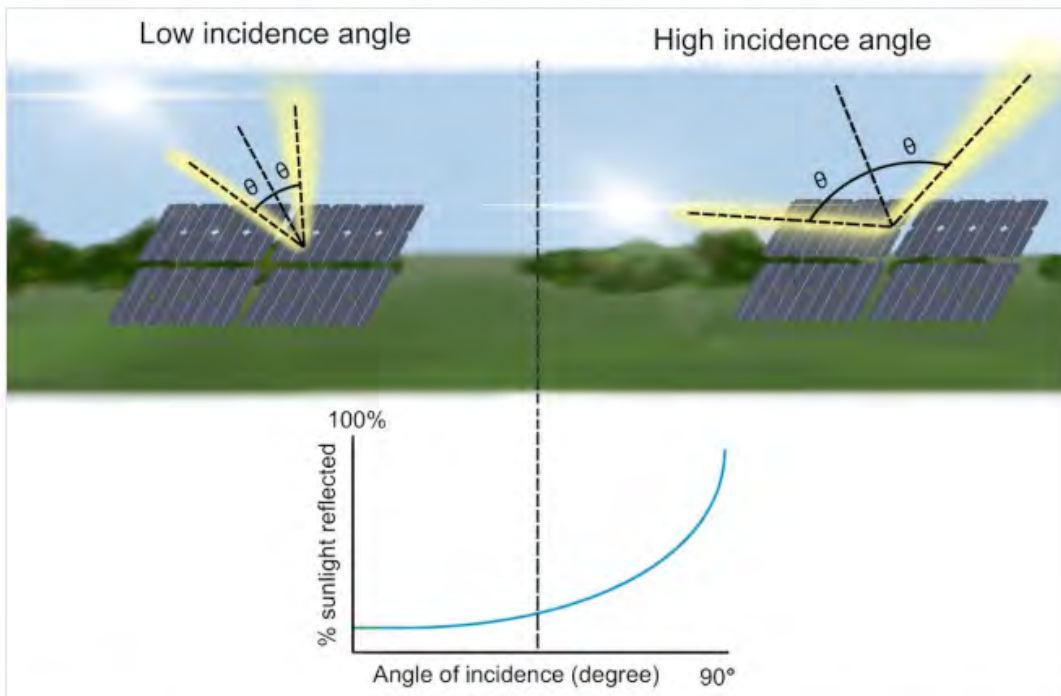 Low incidence angle
High incidence angle
θ
θ
θ
θ
100%
% sunlight reflected
Angle of incidence (degree)
90°